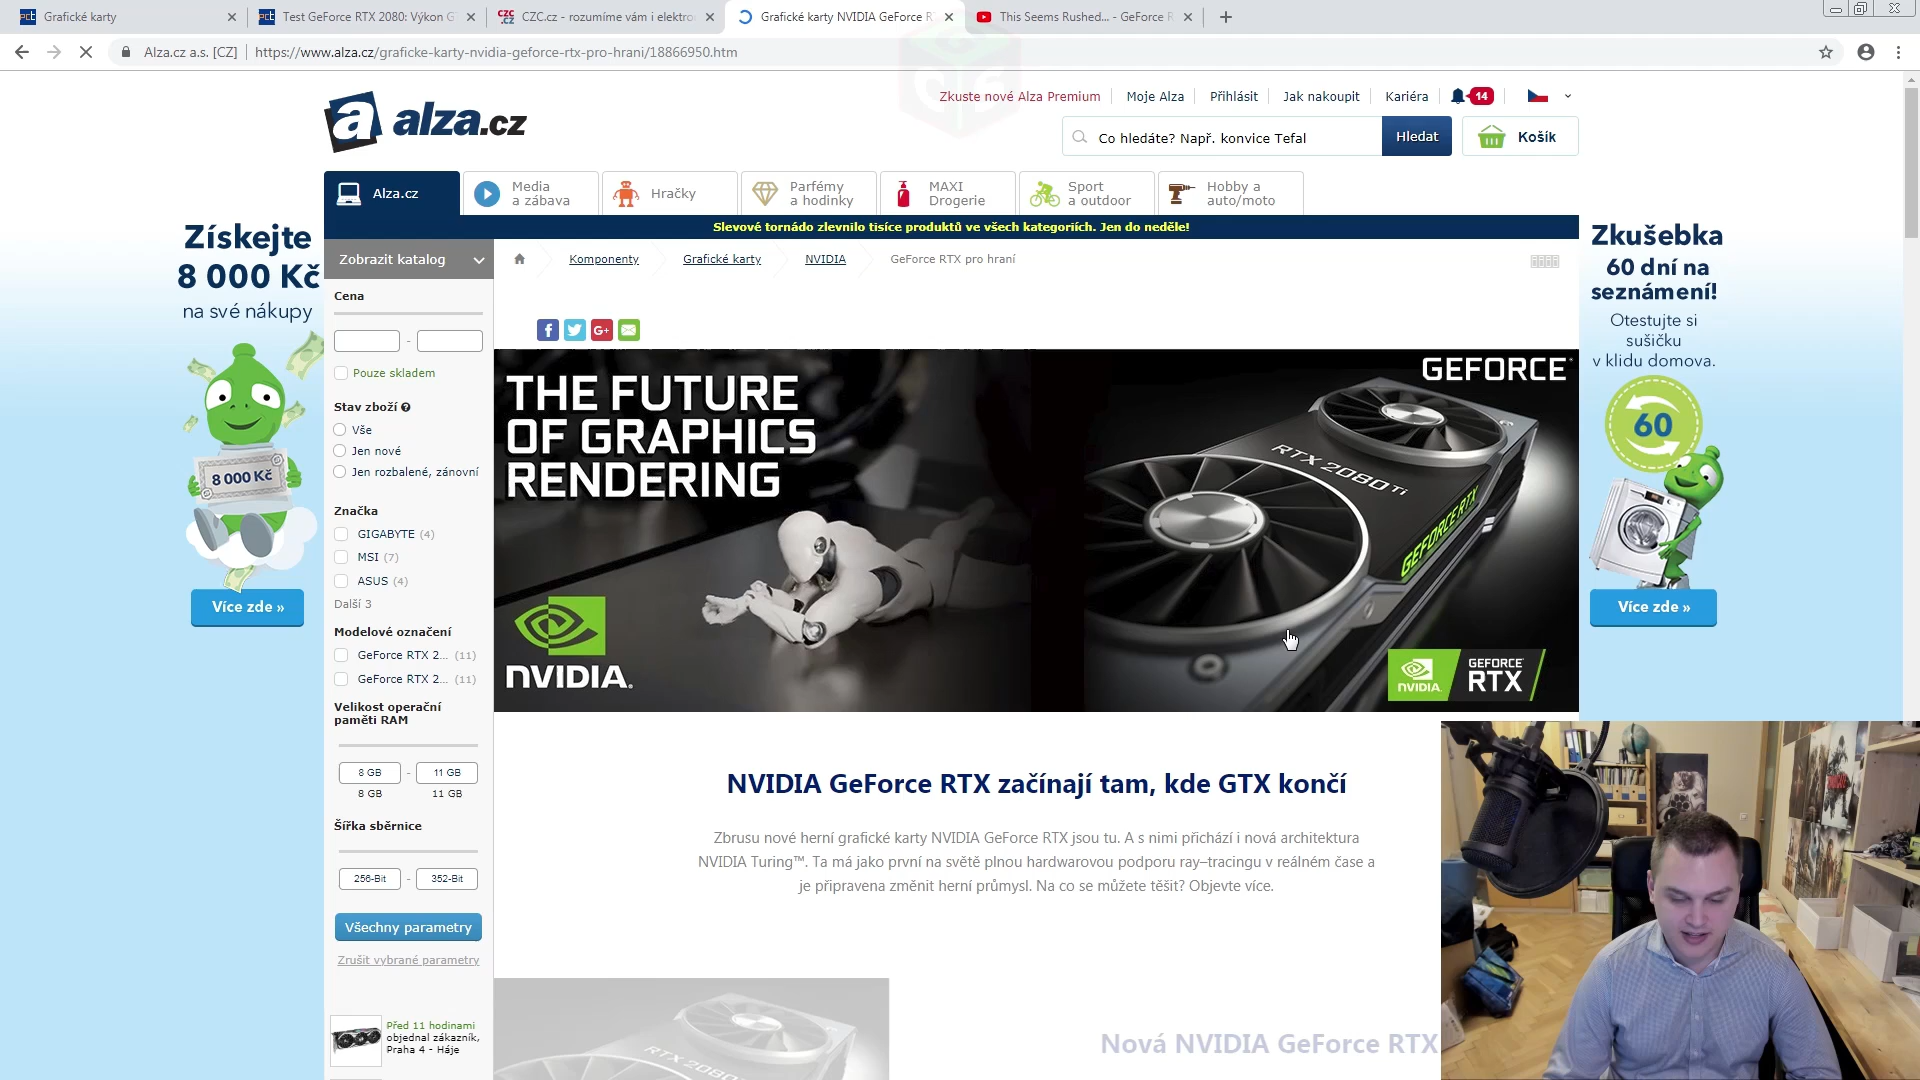 Grafické karty
Test GeForce RTX 2080: Výkon G
CZC.cz - rozumíme vám i elektro
Grafické karty NVIDIA GeForce R
This Seems Rushed... - GeForce R
Alza.cz a.s. [CZ]
https://www.alza.cz/graficke-karty-nvidia-geforce-rtx-pro-hrani/18866950.htm
alza.cz
Zkuste nové Alza Premium
Moje Alza
Přihlásit
Jak nakoupit
Kariéra
14
Co hledáte? Např. konvice Tefal
Hledat
Košík
Alza.cz
Media
a zábava
Hračky
Parfémy
a hodinky
MAXI
Drogerie
Sport
a outdoor
Hobby a
auto/moto
Slevové tornádo zlevnilo tisíce produktů ve všech kategoriích. Jen do neděle!
Získejte
8 000 Kč
na své nákupy
8 000 Kč
Více zde »
Zobrazit katalog
Komponenty
Grafické karty
NVIDIA
GeForce RTX pro hraní
Cena
-
Pouze skladem
Stav zboží
Vše
Jen nové
Jen rozbalené, zánovní
Značka
GIGABYTE (4)
MSI (7)
ASUS (4)
Další 3
Modelové označení
GeForce RTX 2... (11)
GeForce RTX 2... (11)
Velikost operační
paměti RAM
8 GB - 11 GB
8 GB 11 GB
Šířka sběrnice
256-Bit - 352-Bit
Všechny parametry
Zrušit vybrané parametry
Před 11 hodinami
objednal zákazník,
Praha 4 - Háje
THE FUTURE
OF GRAPHICS
RENDERING
NVIDIA.
GEFORCE
RTX 2080 Ti
GEFORCE RTX
NVIDIA.
GEFORCE
RTX
NVIDIA GeForce RTX začínají tam, kde GTX končí
Zbrusu nové herní grafické karty NVIDIA GeForce RTX jsou tu. A s nimi přichází i nová architektura
NVIDIA Turing™. Ta má jako první na světě plnou hardwarovou podporu ray–tracingu v reálném čase a
je připravena změnit herní průmysl. Na co se můžete těšit? Objevte více.
RTX 2080
Nová NVIDIA GeForce RTX
Zkušebka
60 dní na
seznámení!
Otestujte si
sušičku
v klidu domova.
60
Více zde »